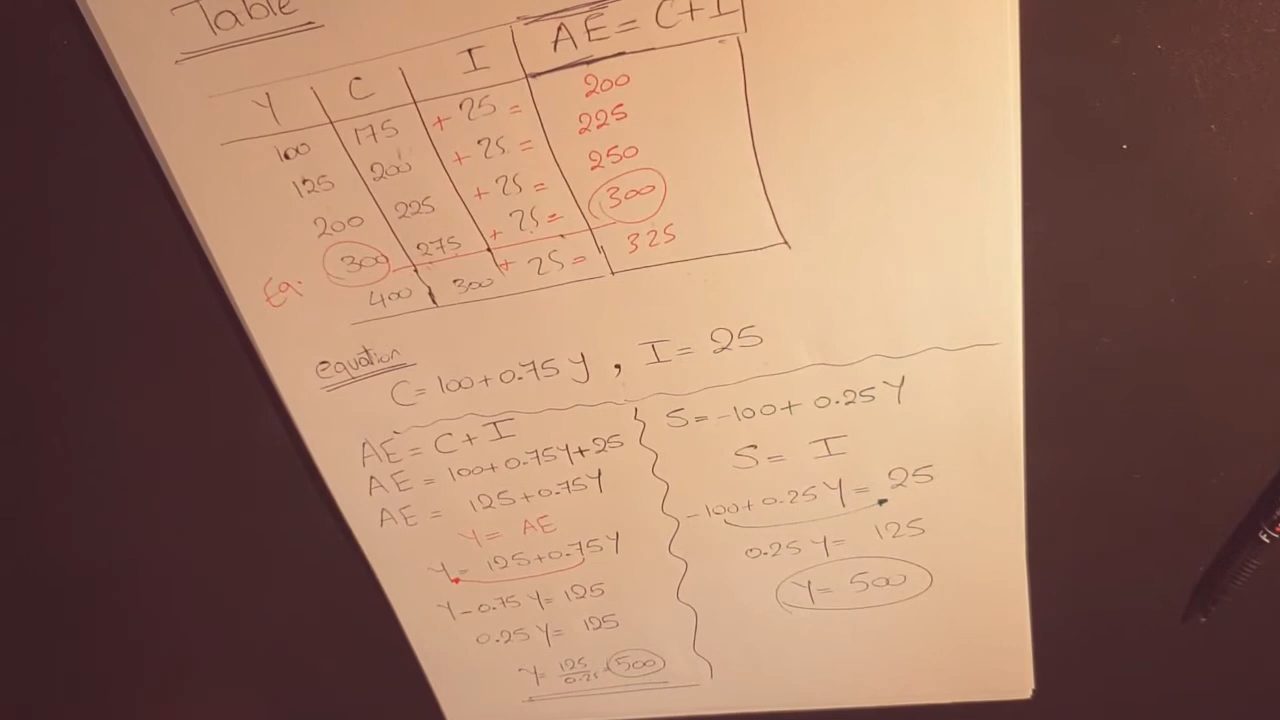 Table
Y C I AE = C+I
100 175 + 25 = 200
125 200 + 25 = 225
200 225 + 25 = 250
Eq. 300 275 + 25 = 300
400 300 + 25 = 325
equation
C = 100 + 0.75 Y , I = 25
AE = C + I
AE = 100 + 0.75Y + 25
AE = 125 + 0.75Y
Y = AE
Y = 125 + 0.75Y
Y - 0.75 Y = 125
0.25 Y = 125
Y = 125/0.25 = 500
S = -100 + 0.25 Y
S = I
-100 + 0.25 Y = 25
0.25 Y = 125
Y = 500